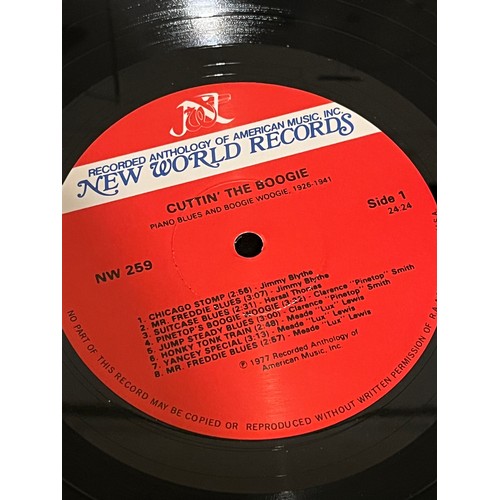 RECORDED ANTHOLOGY OF AMERICAN MUSIC, INC.
NEW WORLD RECORDS
CUTTIN' THE BOOGIE
PIANO BLUES AND BOOGIE WOOGIE, 1926-1941
Side 1
24:24
NW 259
1. CHICAGO STOMP (2:56) - Jimmy Blythe
2. MR. FREDDIE BLUES (3:07) - Jimmy Blythe
3. SUITCASE BLUES (2:31) - Hersal Thomas
4. PINETOP'S BOOGIE WOOGIE (3:22) - Clarence "Pinetop" Smith
5. JUMP STEADY BLUES (3:00) - Clarence "Pinetop" Smith
6. HONKY TONK TRAIN (2:48) - Meade "Lux" Lewis
7. YANCEY SPECIAL (3:13) - Meade "Lux" Lewis
8. MR. FREDDIE BLUES (2:57) - Meade "Lux" Lewis
℗ 1977 Recorded Anthology of
American Music, Inc.
NO PART OF THIS RECORD MAY BE COPIED OR REPRODUCED WITHOUT WRITTEN PERMISSION OF R.A.